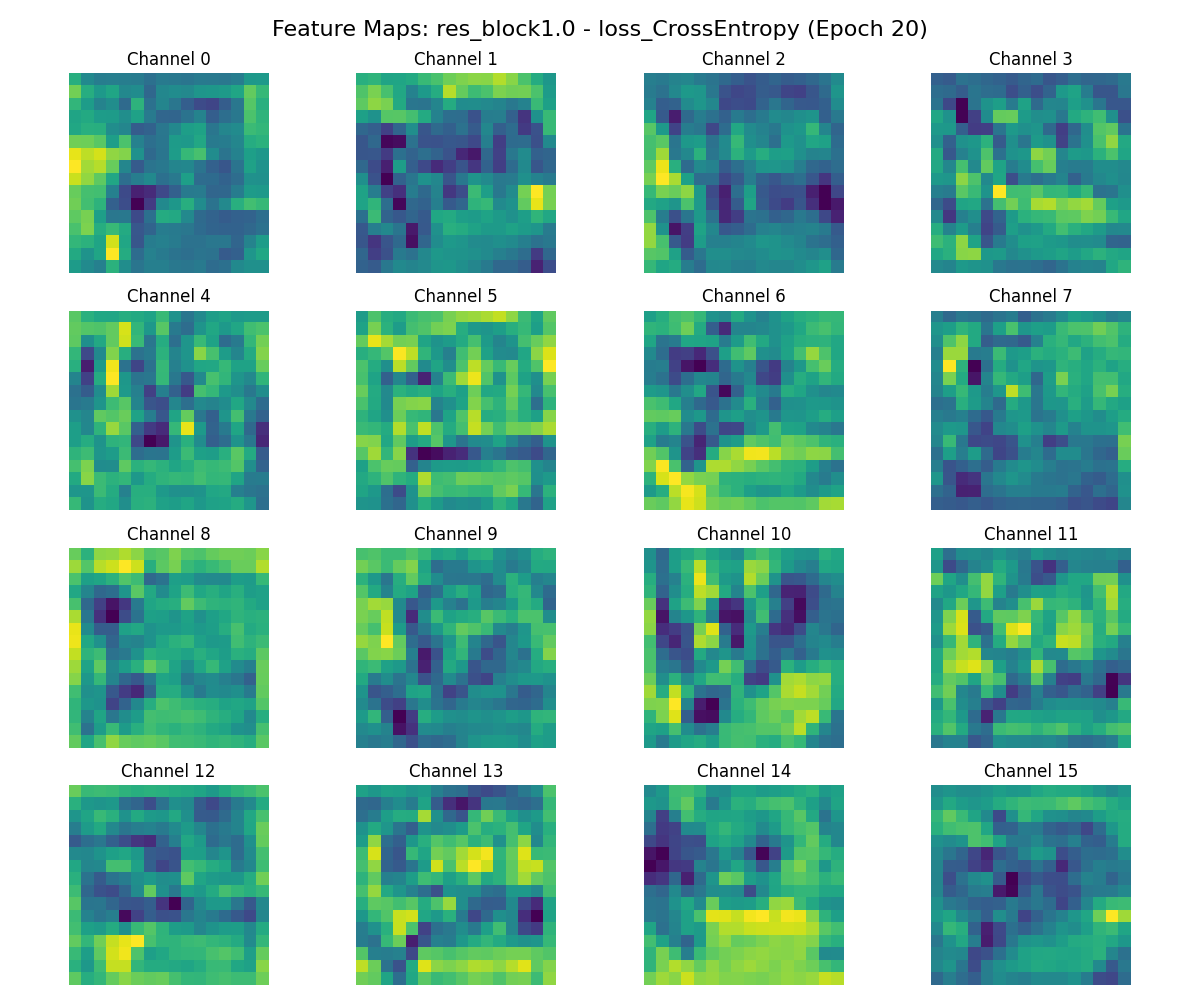 Feature Maps: res_block1.0 - loss_CrossEntropy (Epoch 20)
Channel 0
Channel 1
Channel 2
Channel 3
Channel 4
Channel 5
Channel 6
Channel 7
Channel 8
Channel 9
Channel 10
Channel 11
Channel 12
Channel 13
Channel 14
Channel 15